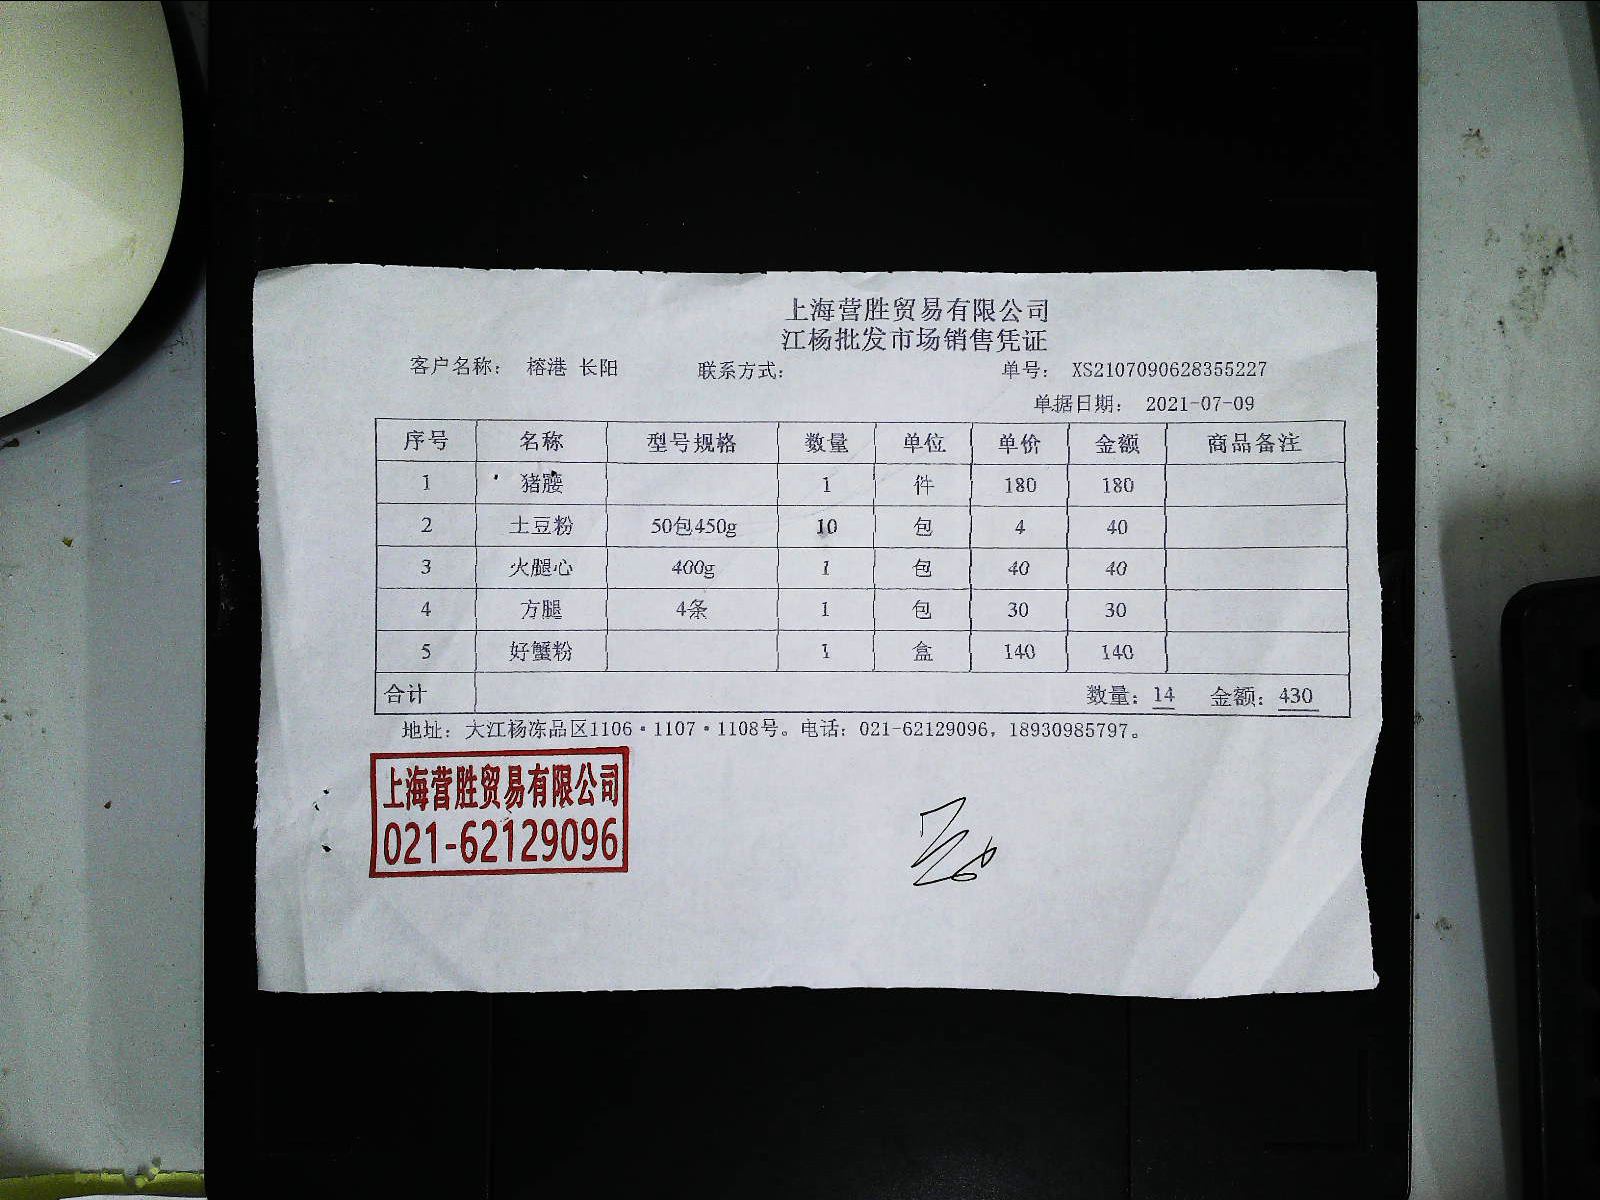 上海营胜贸易有限公司
江杨批发市场销售凭证
客户名称： 榕港 长阳 联系方式： 单号： XS2107090628355227
单据日期： 2021-07-09
序号 名称 型号规格 数量 单位 单价 金额 商品备注
1 猪腰 1 件 180 180
2 土豆粉 50包450g 10 包 4 40
3 火腿心 400g 1 包 40 40
4 方腿 4条 1 包 30 30
5 好蟹粉 1 盒 140 140
合计 数量：14 金额：430
地址：大江杨冻品区1106·1107·1108号。电话：021-62129096，18930985797。
上海营胜贸易有限公司
021-62129096